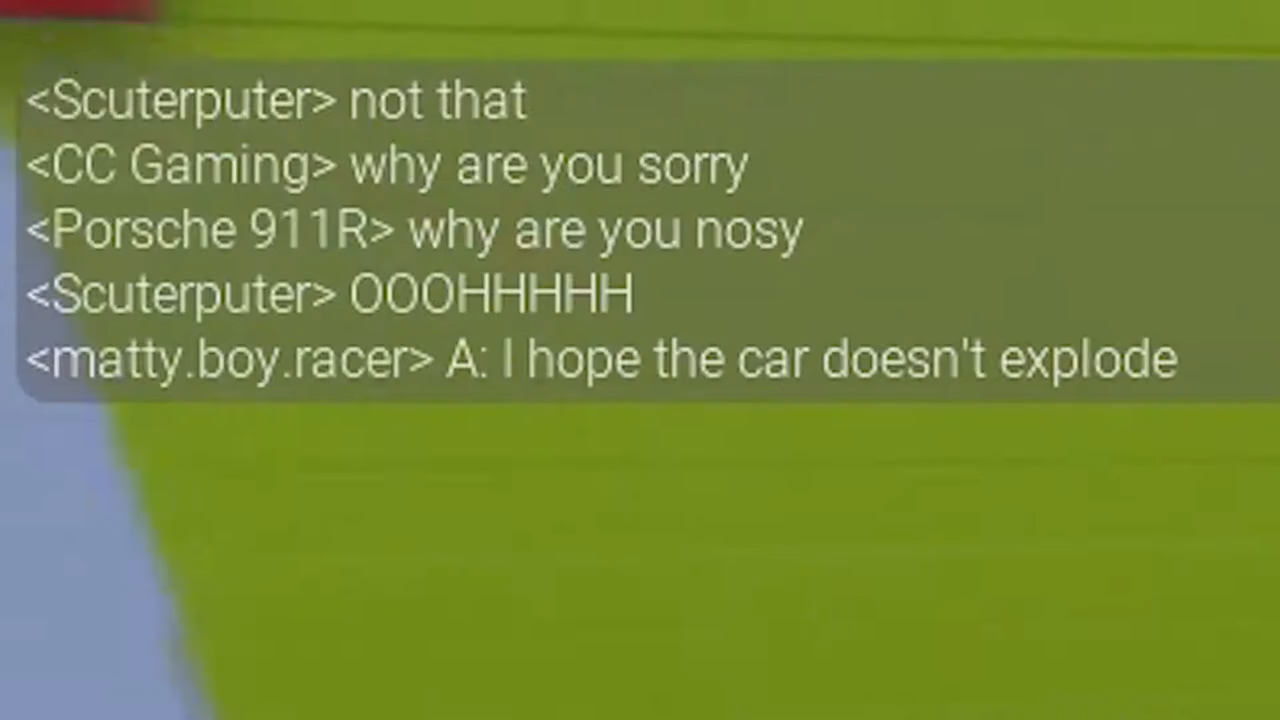 <Scuterputer> not that
<CC Gaming> why are you sorry
<Porsche 911R> why are you nosy
<Scuterputer> OOOHHHHH
<matty.boy.racer> A: I hope the car doesn't explode